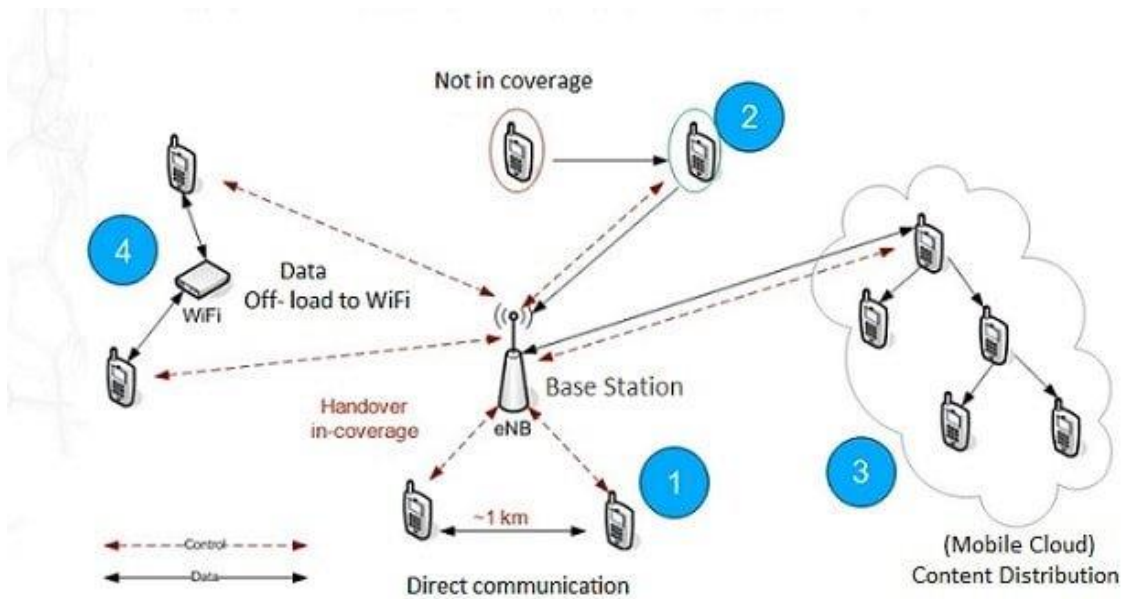 Not in coverage
2
4
Data
Off- load to WiFi
WiFi
Base Station
Handover
in-coverage
eNB
1
3
~1 km
Control
Data
Direct communication
(Mobile Cloud)
Content Distribution